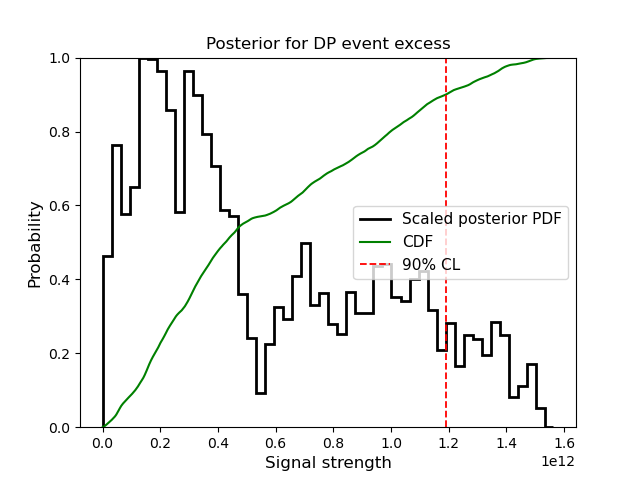 Posterior for DP event excess
Probability
1.0
0.8
0.6
0.4
0.2
0.0
Scaled posterior PDF
CDF
90% CL
0.0 0.2 0.4 0.6 0.8 1.0 1.2 1.4 1.6
1e12
Signal strength